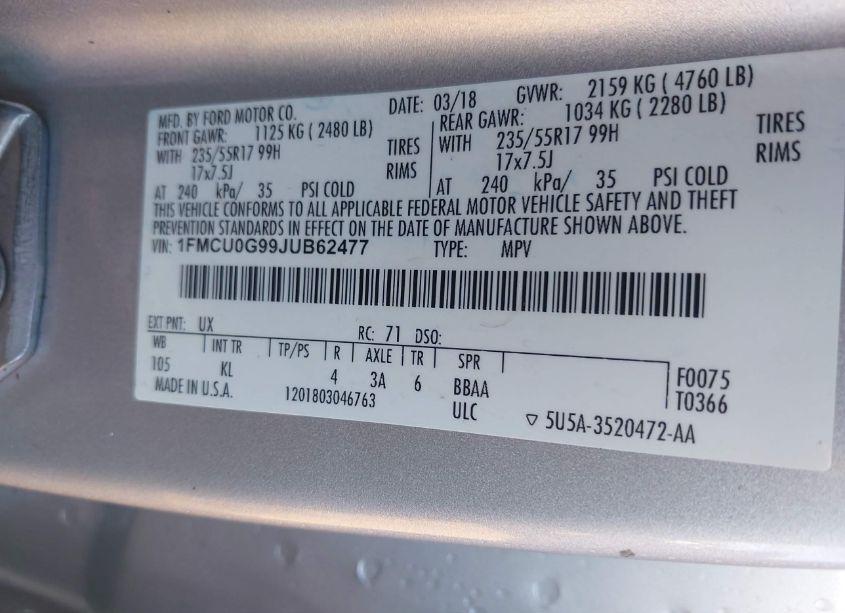 MFD. BY FORD MOTOR CO. DATE: 03/18 GVWR: 2159 KG ( 4760 LB)
FRONT GAWR: 1125 KG ( 2480 LB) REAR GAWR: 1034 KG ( 2280 LB)
WITH 235/55R17 99H TIRES WITH 235/55R17 99H TIRES
17x7.5J RIMS 17x7.5J RIMS
AT 240 kPa/ 35 PSI COLD AT 240 kPa/ 35 PSI COLD
THIS VEHICLE CONFORMS TO ALL APPLICABLE FEDERAL MOTOR VEHICLE SAFETY AND THEFT
PREVENTION STANDARDS IN EFFECT ON THE DATE OF MANUFACTURE SHOWN ABOVE.
VIN: 1FMCU0G99JUB62477 TYPE: MPV
EXT PNT: UX RC: 71 DSO:
WB INT TR TP/PS R AXLE TR SPR
105 KL 4 3A 6 BBAA F0075
MADE IN U.S.A. 1201803046763 ULC T0366
▽ 5U5A-3520472-AA